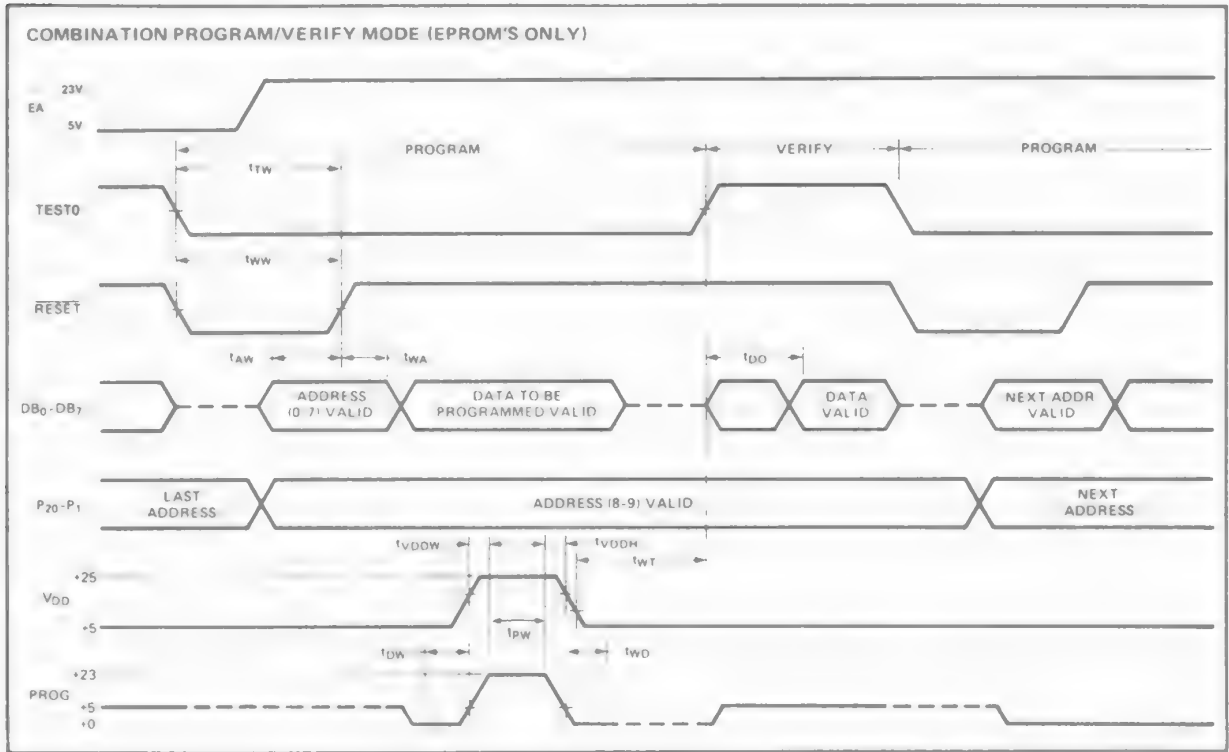 COMBINATION PROGRAM/VERIFY MODE (EPROM'S ONLY)
23V
EA
5V
PROGRAM VERIFY PROGRAM
tTW
TEST0
tWW
RESET
tAW tWA tDO
DB0-DB7 ADDRESS (0-7) VALID DATA TO BE PROGRAMMED VALID DATA VALID NEXT ADDR VALID
P20-P1 LAST ADDRESS ADDRESS (8-9) VALID NEXT ADDRESS
tVDDW tVDDH
tWT
+25
VDD
+5
tPW
tDW tWD
+23
PROG
+5
+0